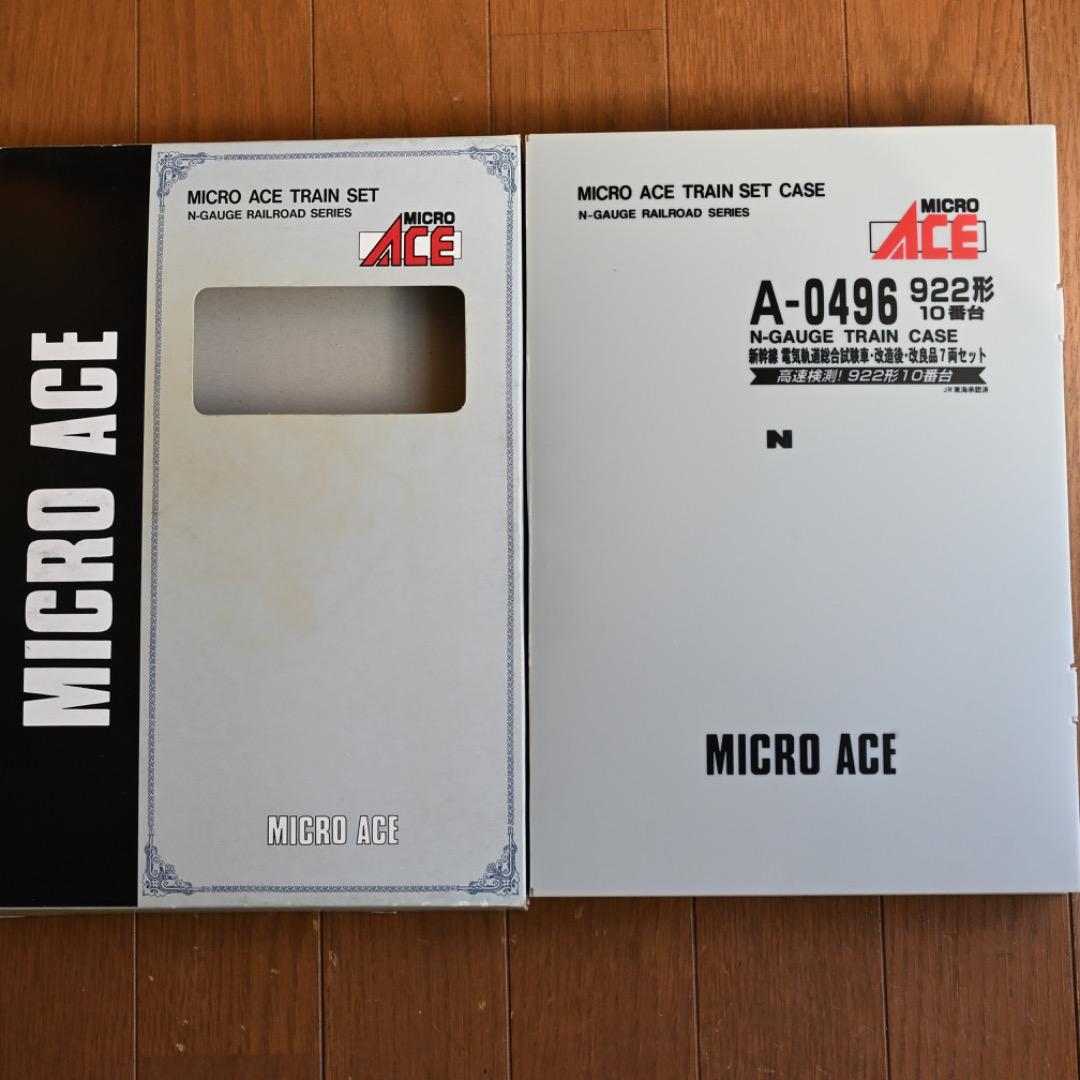 MICRO ACE
MICRO ACE TRAIN SET
N-GAUGE RAILROAD SERIES
MICRO
ACE
MICRO ACE
MICRO ACE TRAIN SET CASE
N-GAUGE RAILROAD SERIES
MICRO
ACE
A-0496 922形
10番台
N-GAUGE TRAIN CASE
新幹線 電気軌道総合試験車・改造後・改良品7両セット
高速検測!922形10番台
JR東海承認済
N
MICRO ACE